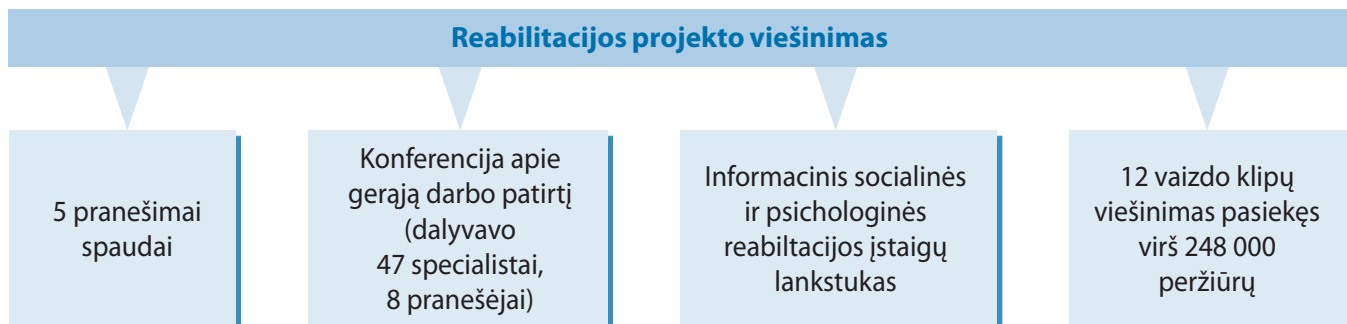 Reabilitacijos projekto viešinimas
5 pranešimai
spaudai
Konferencija apie
gerąją darbo patirtį
(dalyvavo
47 specialistai,
8 pranešėjai)
Informacinis socialinės
ir psichologinės
reabiltacijos įstaigų
lankstukas
12 vaizdo klipų
viešinimas pasiekęs
virš 248 000
peržiūrų